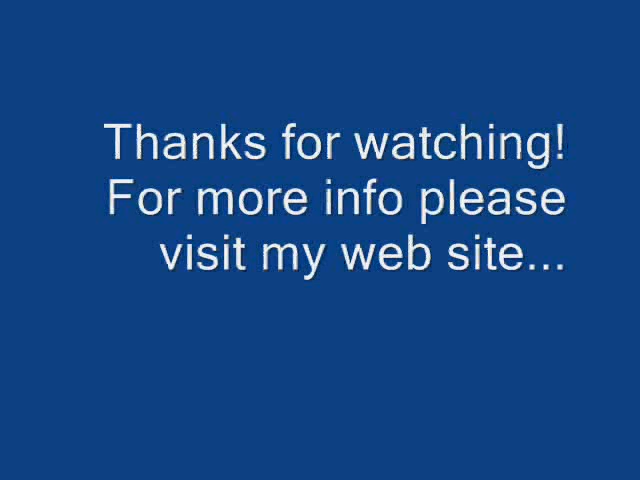 Thanks for watching!
For more info please
visit my web site...